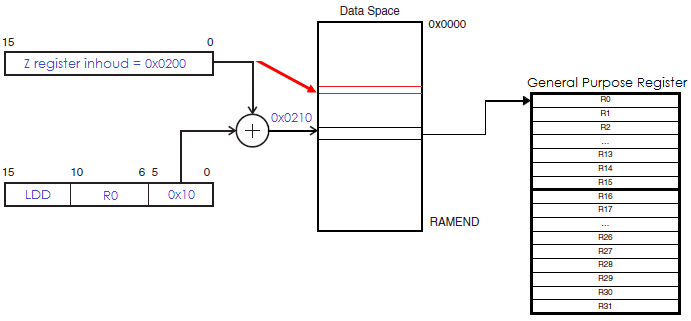 Data Space
0x0000
15 0
Z register inhoud = 0x0200
0x0210
15 10 6 5 0
LDD R0 0x10
RAMEND
General Purpose Register
R0
R1
R2
...
R13
R14
R15
R16
R17
...
R26
R27
R28
R29
R30
R31